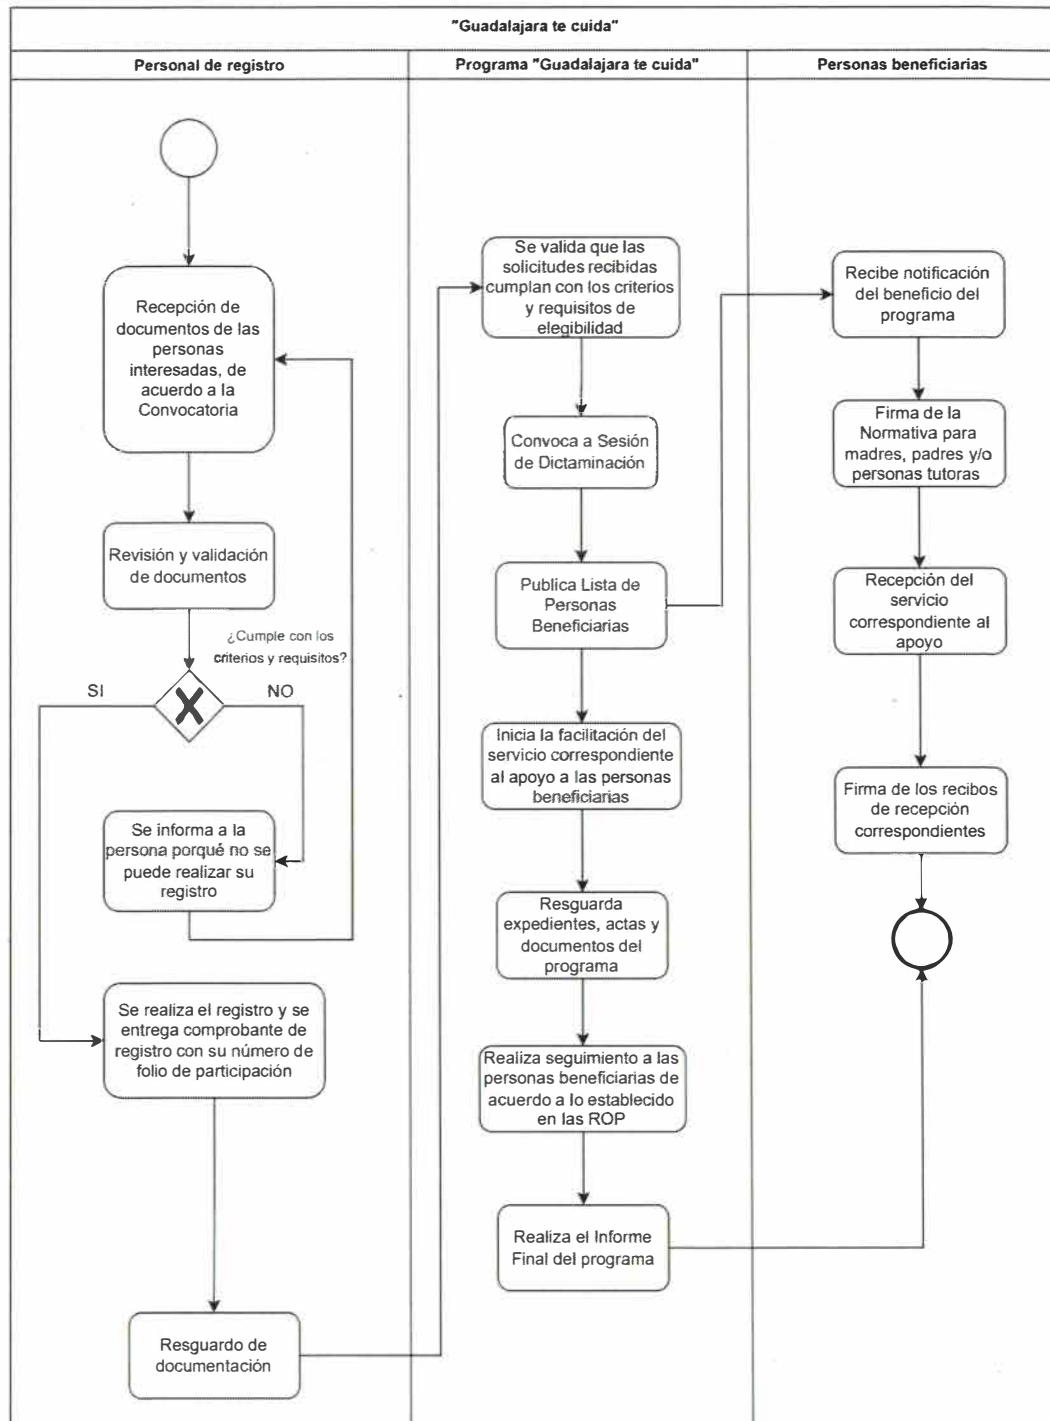 "Guadalajara te cuida"
Personal de registro
Programa "Guadalajara te cuida"
Personas beneficiarias
Recepción de
documentos de las
personas
interesadas, de
acuerdo a la
Convocatoria
Revisión y validación
de documentos
¿Cumple con los
criterios y requisitos?
SI
NO
Se informa a la
persona porqué no se
puede realizar su
registro
Se realiza el registro y se
entrega comprobante de
registro con su número de
folio de participación
Resguardo de
documentación
Se valida que las
solicitudes recibidas
cumplan con los criterios
y requisitos de
elegibilidad
Convoca a Sesión
de Dictaminación
Publica Lista de
Personas
Beneficiarias
Inicia la facilitación del
servicio correspondiente
al apoyo a las personas
beneficiarias
Resguarda
expedientes, actas y
documentos del
programa
Realiza seguimiento a las
personas beneficiarias de
acuerdo a lo establecido
en las ROP
Realiza el Informe
Final del programa
Recibe notificación
del beneficio del
programa
Firma de la
Normativa para
madres, padres y/o
personas tutoras
Recepción del
servicio
correspondiente al
apoyo
Firma de los recibos
de recepción
correspondientes